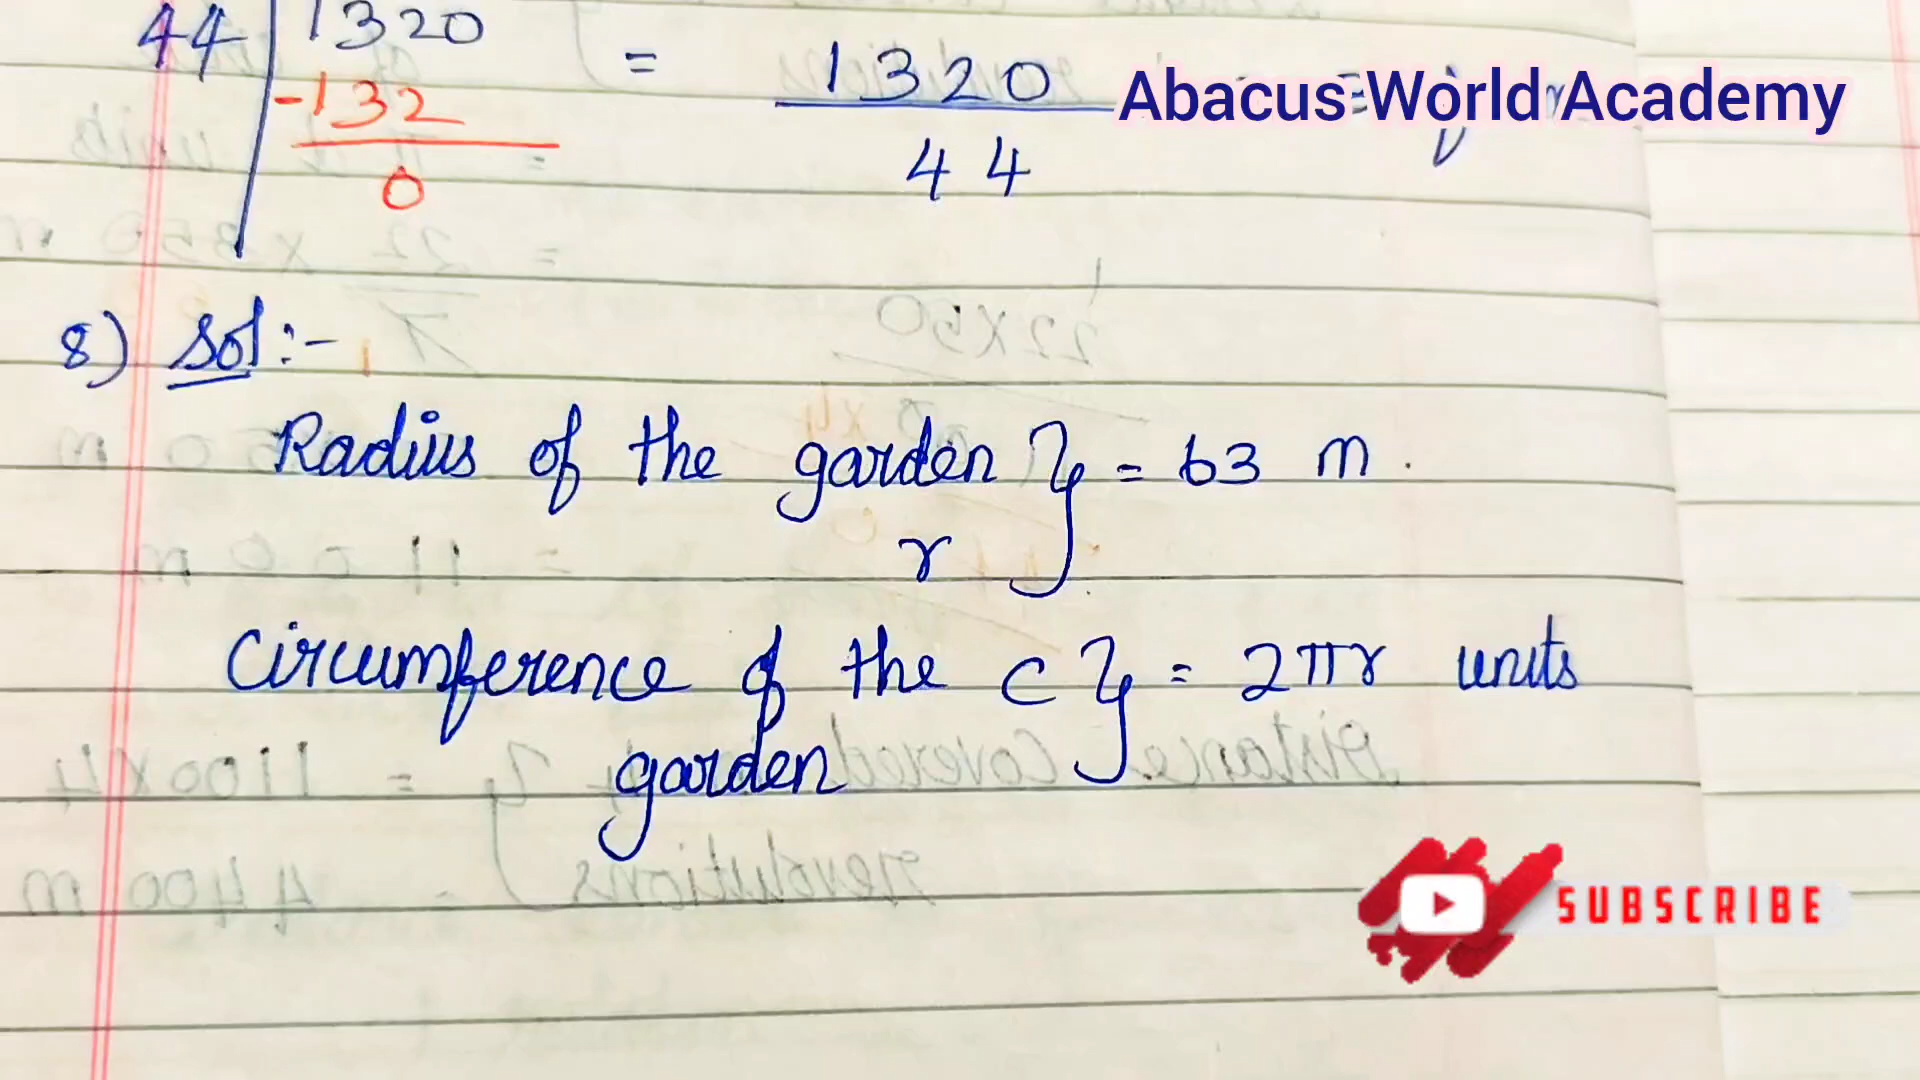 44 1320
-132
0
= 1320
44
Abacus World Academy
8) Sol:-
Radius of the garden } = 63 m.
r
Circumference of the C } = 2πr units
garden
SUBSCRIBE